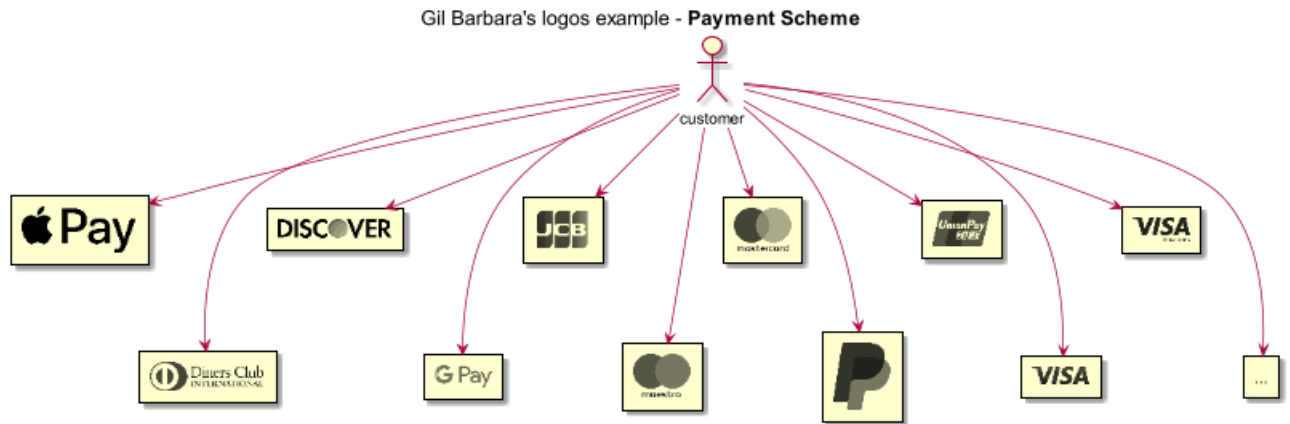 Gil Barbara's logos example - Payment Scheme
customer
Pay
DISCOVER
JCB
mastercard
UnionPay
VISA
Diners Club
INTERNATIONAL
G Pay
maestro
VISA
...